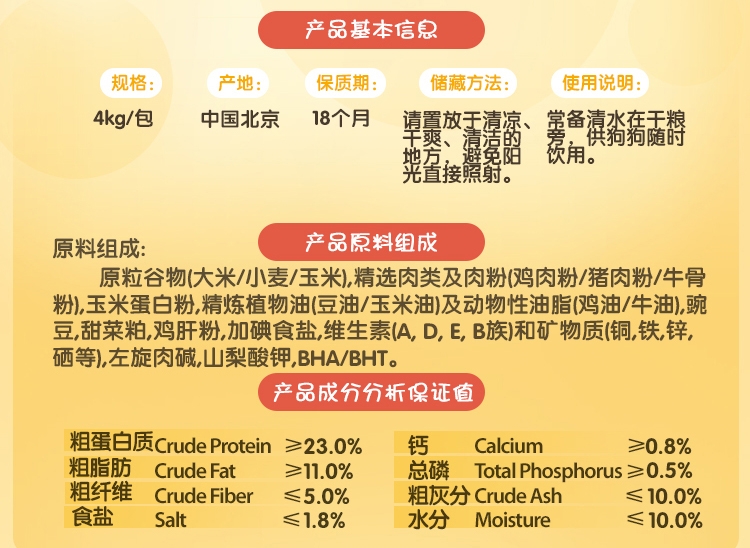 产品基本信息
规格: 产地: 保质期: 储藏方法: 使用说明:
4kg/包 中国北京 18个月 请置放于清凉、 常备清水在干粮
干爽、清洁的 旁，供狗狗随时
地方，避免阳 饮用。
光直接照射。
产品原料组成
原料组成:
原粒谷物(大米/小麦/玉米),精选肉类及肉粉(鸡肉粉/猪肉粉/牛骨
粉),玉米蛋白粉,精炼植物油(豆油/玉米油)及动物性油脂(鸡油/牛油),豌
豆,甜菜粕,鸡肝粉,加碘食盐,维生素(A, D, E, B族)和矿物质(铜,铁,锌,
硒等),左旋肉碱,山梨酸钾,BHA/BHT。
产品成分分析保证值
粗蛋白质 Crude Protein ≥23.0% 钙 Calcium ≥0.8%
粗脂肪 Crude Fat ≥11.0% 总磷 Total Phosphorus ≥0.5%
粗纤维 Crude Fiber ≤5.0% 粗灰分 Crude Ash ≤10.0%
食盐 Salt ≤1.8% 水分 Moisture ≤10.0%